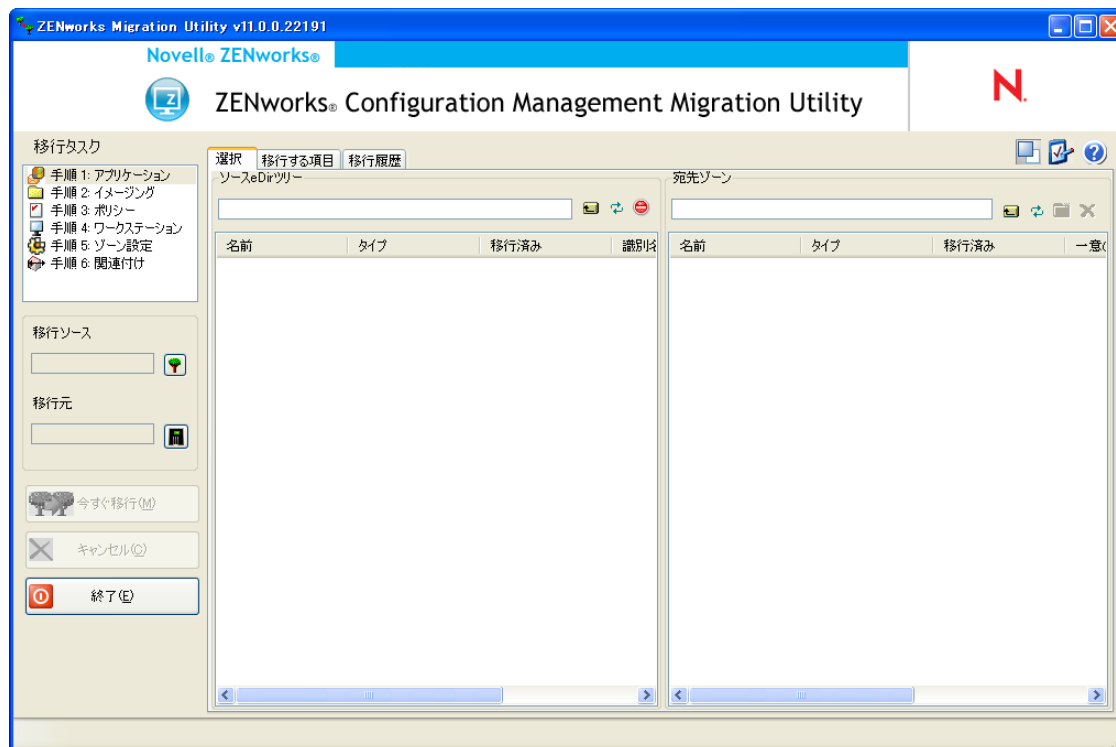 ZENworks Migration Utility v11.0.0.22191
Novell® ZENworks®
ZENworks® Configuration Management Migration Utility
N.
移行タスク
手順 1: アプリケーション
手順 2: イメージング
手順 3: ポリシー
手順 4: ワークステーション
手順 5: ゾーン設定
手順 6: 関連付け
移行ソース
移行元
今すぐ移行(M)
キャンセル(C)
終了(E)
選択 移行する項目 移行履歴
ソースeDirツリー
名前 タイプ 移行済み 識別名
宛先ゾーン
名前 タイプ 移行済み 一意(